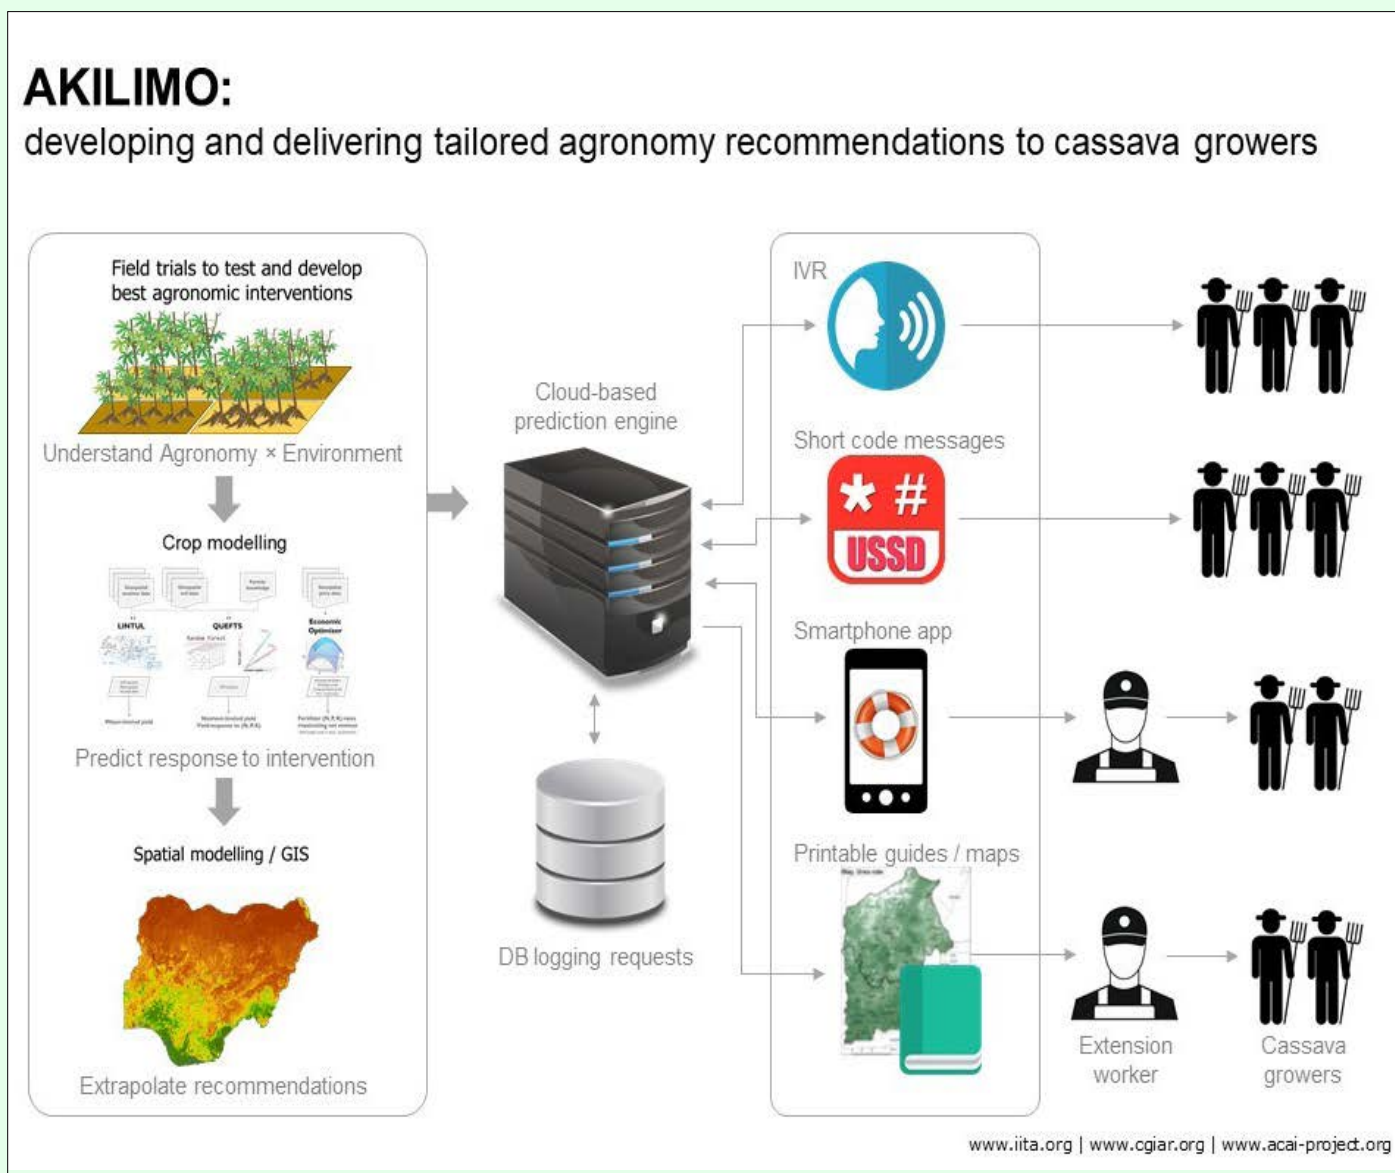 AKILIMO:
developing and delivering tailored agronomy recommendations to cassava growers
Field trials to test and develop
best agronomic interventions
Understand Agronomy × Environment
Crop modelling
LINTUL
QUEFTS
Economic
Optimiser
Random Forest
Predict response to intervention
Spatial modelling / GIS
Extrapolate recommendations
Cloud-based
prediction engine
DB logging requests
IVR
Short code messages
* #
USSD
Smartphone app
Printable guides / maps
Extension
worker
Cassava
growers
www.iita.org | www.cgiar.org | www.acai-project.org